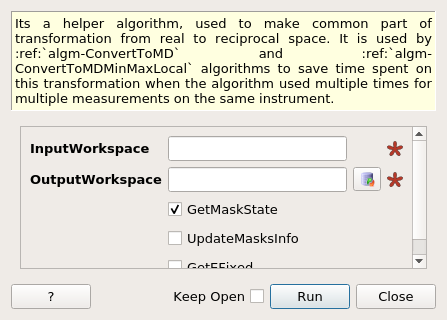 Its a helper algorithm, used to make common part of
transformation from real to reciprocal space. It is used by
:ref:`algm-ConvertToMD` and :ref:`algm-
ConvertToMDMinMaxLocal` algorithms to save time spent on
this transformation when the algorithm used multiple times for
multiple measurements on the same instrument.
InputWorkspace
OutputWorkspace
GetMaskState
UpdateMasksInfo
GetEFixed
? Keep Open Run Close